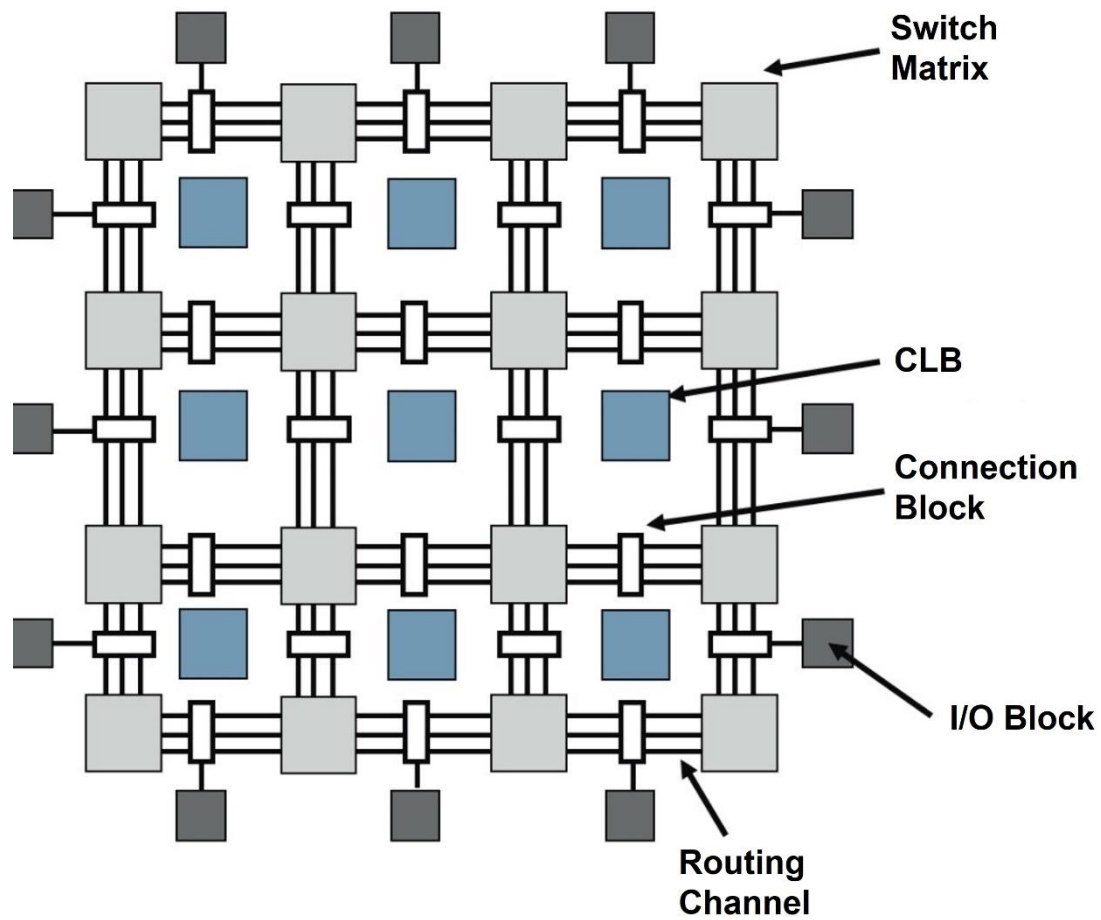 Switch
Matrix
CLB
Connection
Block
I/O Block
Routing
Channel